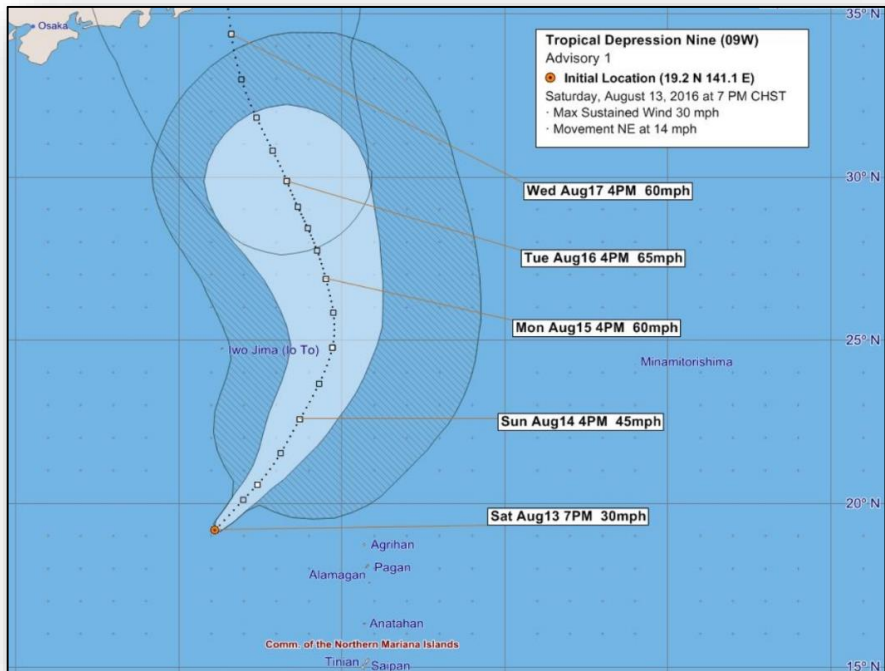 Osaka
35° N
Tropical Depression Nine (09W)
Advisory 1
Initial Location (19.2 N 141.1 E)
Saturday, August 13, 2016 at 7 PM CHST
· Max Sustained Wind 30 mph
· Movement NE at 14 mph
30° N
Wed Aug17 4PM 60mph
Tue Aug16 4PM 65mph
Mon Aug15 4PM 60mph
25° N
Iwo Jima (Io To)
Minamitorishima
Sun Aug14 4PM 45mph
20° N
Sat Aug13 7PM 30mph
Agrihan
Alamagan
Pagan
Anatahan
Comm. of the Northern Mariana Islands
Tinian
Saipan
15° N